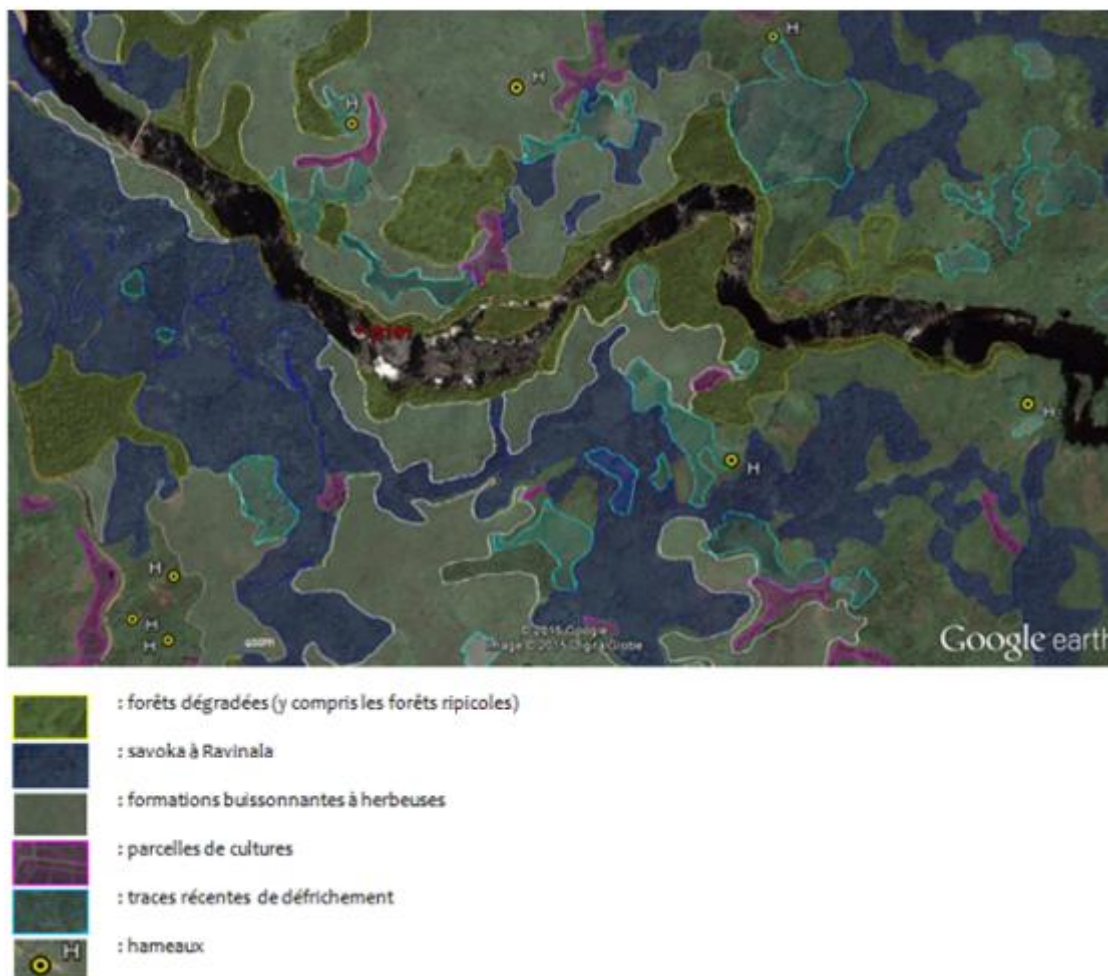 H
H
H
H
H
H
H
H
© 2015 Google
Image © 2015 DigitalGlobe
Google earth
: forêts dégradées (y compris les forêts ripicoles)
: savoka à Ravinala
: formations buissonnantes à herbeuses
: parcelles de cultures
: traces récentes de défrichement
H
: hameaux